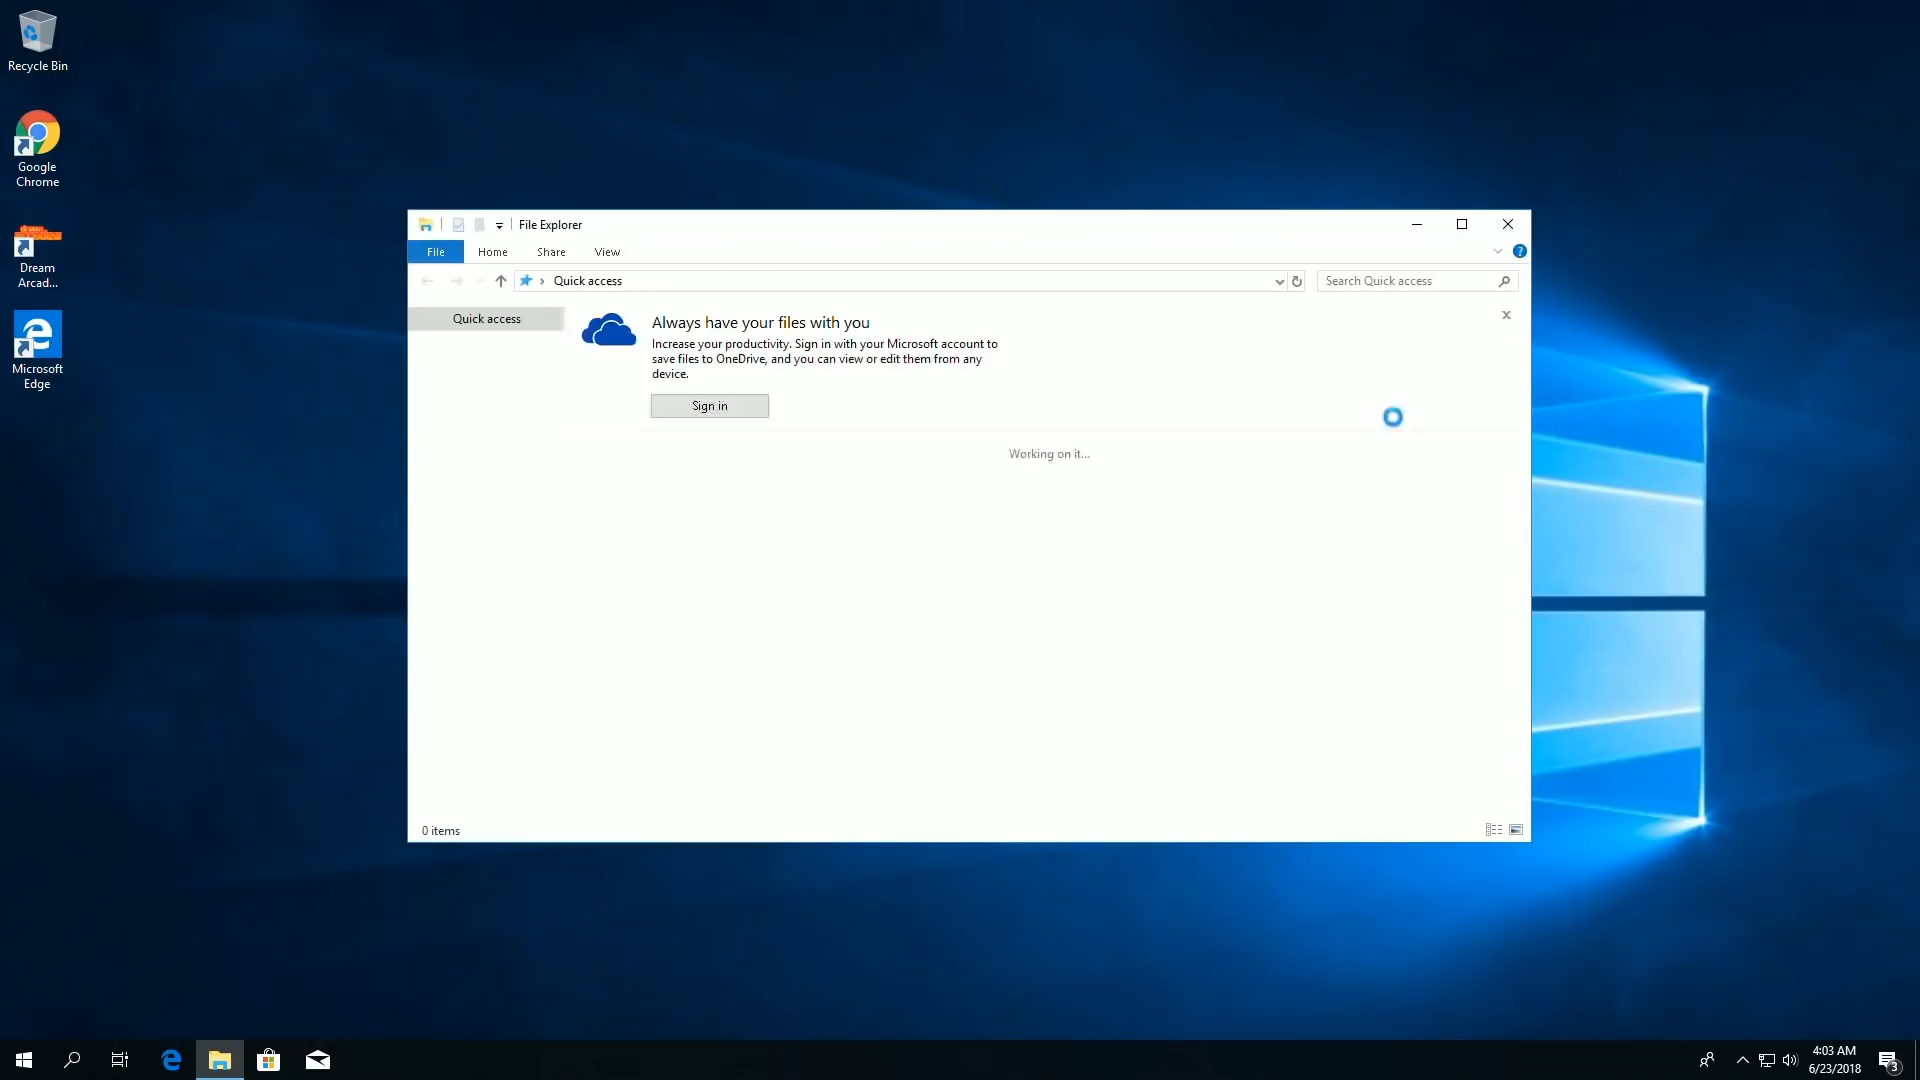 Recycle Bin
Google
Chrome
Dream
Arcad...
Microsoft
Edge
File Explorer
File
Home
Share
View
?
Quick access
Search Quick access
Quick access
Always have your files with you
Increase your productivity. Sign in with your Microsoft account to
save files to OneDrive, and you can view or edit them from any
device.
Sign in
Working on it...
0 items
4:03 AM
6/23/2018
3